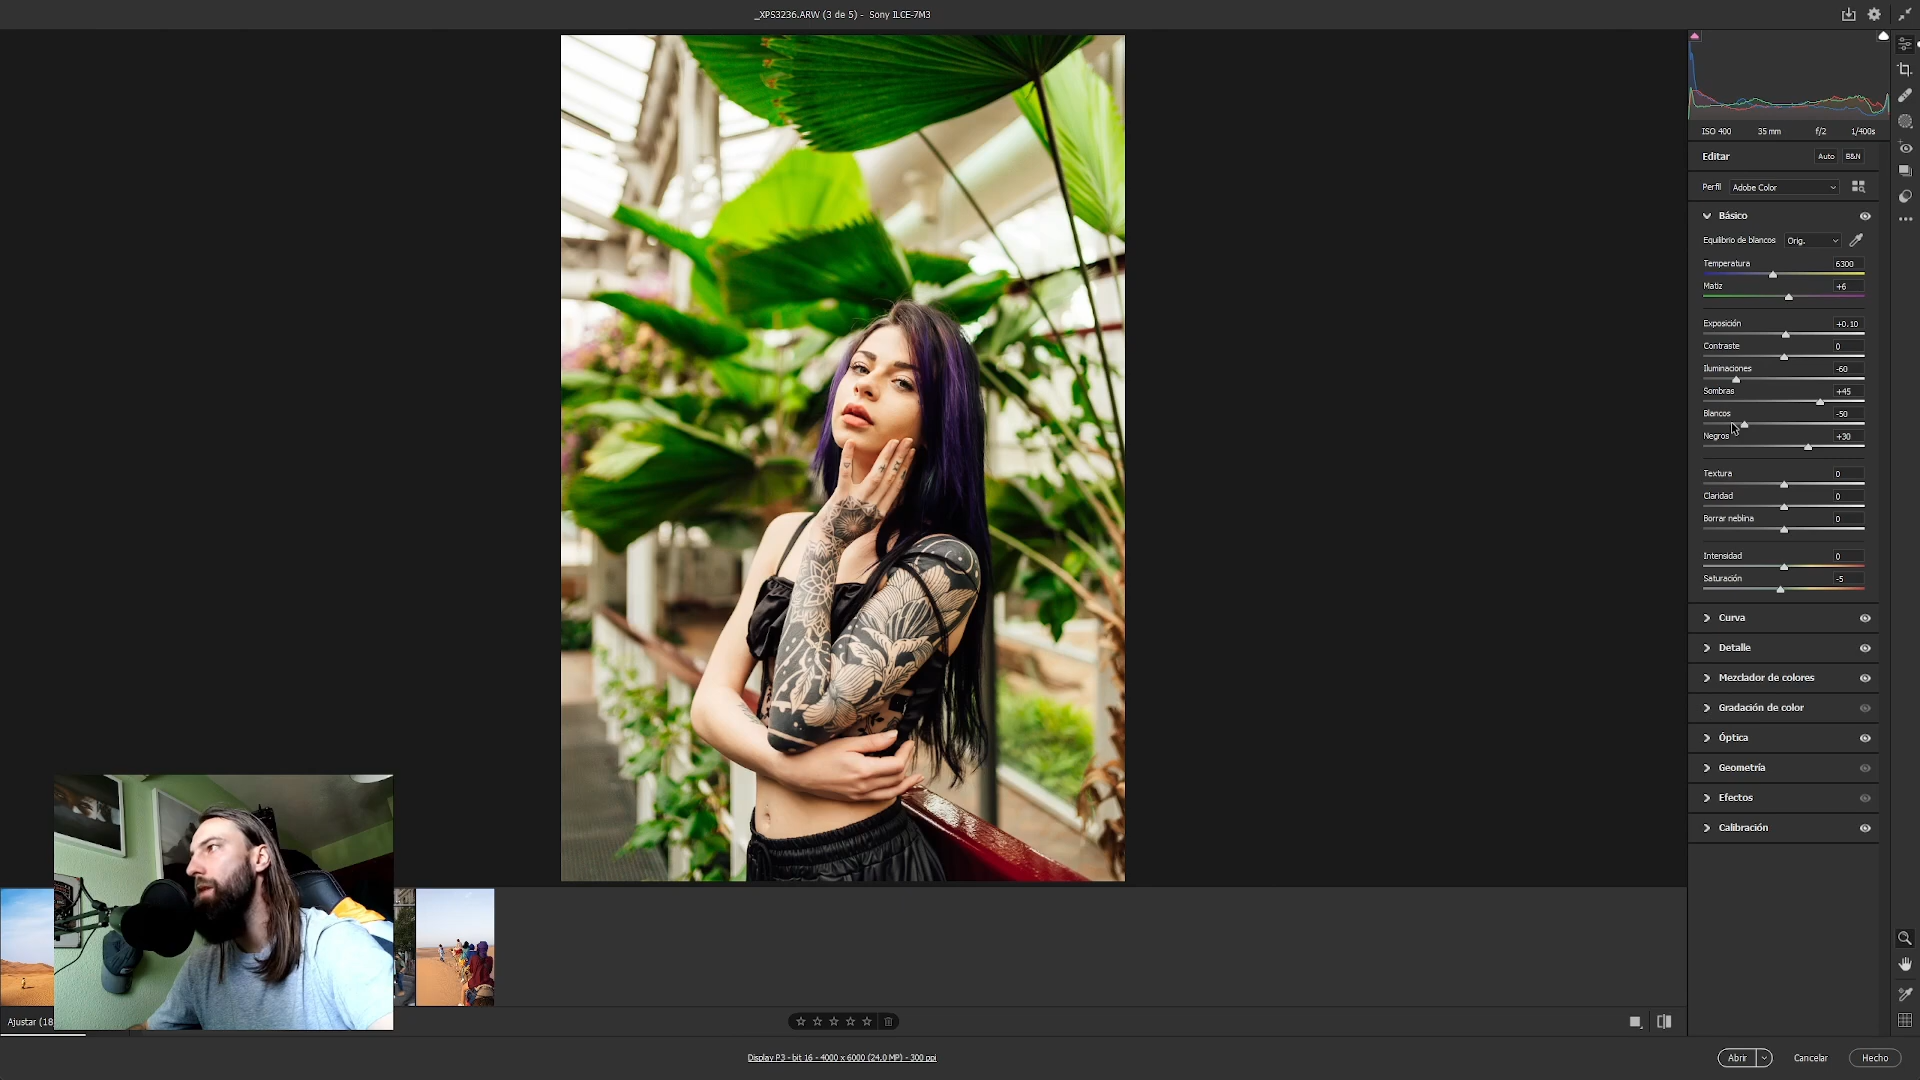 _XPS3236.ARW (3 de 5) - Sony ILCE-7M3
ISO 400 35 mm f/2 1/400s
Editar Auto B&N
Perfil Adobe Color
Básico
Equilibrio de blancos Orig.
Temperatura 6300
Matiz +6
Exposición +0.10
Contraste 0
Iluminaciones -60
Sombras +45
Blancos -50
Negros +30
Textura 0
Claridad 0
Borrar neblina 0
Intensidad 0
Saturación -5
Curva
Detalle
Mezclador de colores
Gradación de color
Óptica
Geometría
Efectos
Calibración
Ajustar (18
Display P3 - bit 16 - 4000 x 6000 (24.0 MP) - 300 ppi
Abrir Cancelar Hecho